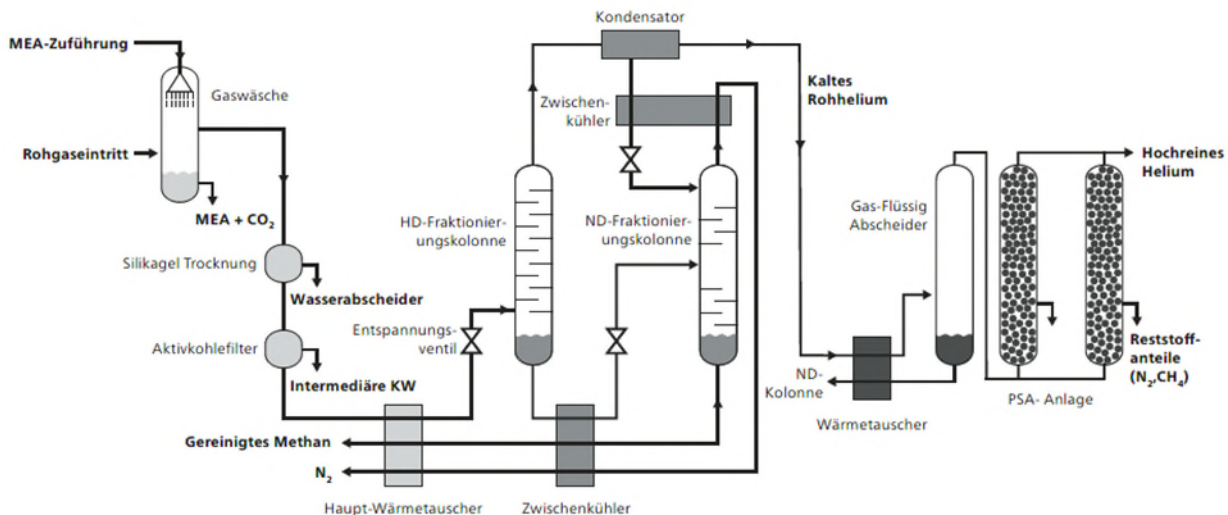 Kondensator
MEA-Zuführung
Gaswäsche
Kaltes
Rohhelium
Zwischen-
kühler
Rohgaseintritt
Hochreines
Helium
MEA + CO₂
HD-Fraktionier-
ungskolonne
ND-Fraktionier-
ungskolonne
Gas-Flüssig
Abscheider
Silikagel Trocknung
Wasserabscheider
Entspannungs-
ventil
Aktivkohlefilter
Intermediäre KW
Reststoff-
anteile
(N₂,CH₄)
ND-
Kolonne
PSA- Anlage
Wärmetauscher
Gereinigtes Methan
N₂
Haupt-Wärmetauscher
Zwischenkühler